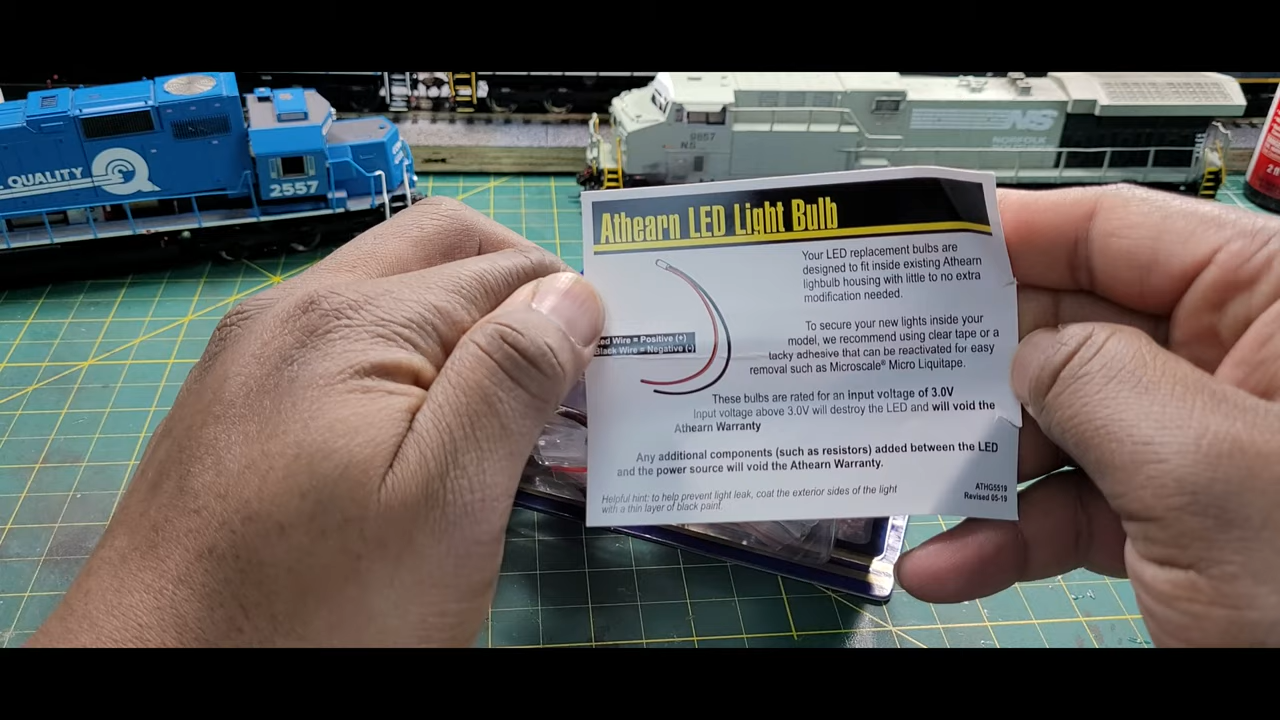 QUALITY
2557
9857
N.S.
NS
Athearn LED Light Bulb
Your LED replacement bulbs are
designed to fit inside existing Athearn
lighbulb housing with little to no extra
modification needed.
To secure your new lights inside your
model, we recommend using clear tape or a
tacky adhesive that can be reactivated for easy
removal such as Microscale® Micro Liquitape.
Wire = Positive (+)
Black Wire = Negative (-)
These bulbs are rated for an input voltage of 3.0V
Input voltage above 3.0V will destroy the LED and will void the
Athearn Warranty
Any additional components (such as resistors) added between the LED
and the power source will void the Athearn Warranty.
Helpful hint: to help prevent light leak, coat the exterior sides of the light
with a thin layer of black paint.
ATHG5519
Revised 05-19